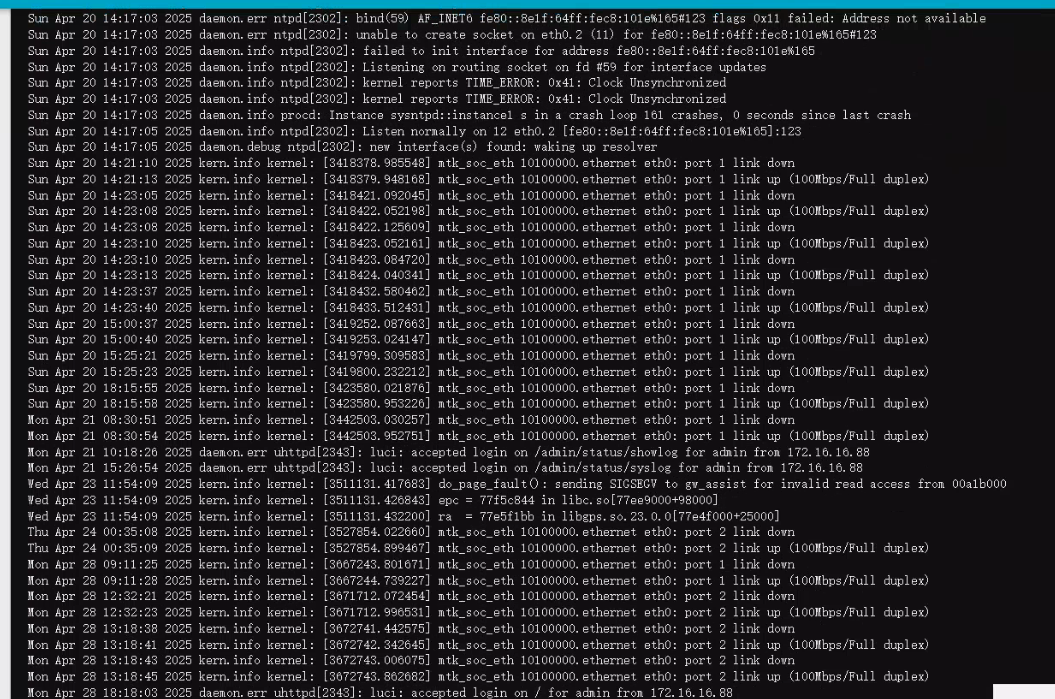 Sun Apr 20 14:17:03 2025 daemon.err ntpd[2302]: bind(59) AF_INET6 fe80::8e1f:64ff:fec8:101e%165#123 flags 0x11 failed: Address not available
Sun Apr 20 14:17:03 2025 daemon.err ntpd[2302]: unable to create socket on eth0.2 (11) for fe80::8e1f:64ff:fec8:101e%165#123
Sun Apr 20 14:17:03 2025 daemon.info ntpd[2302]: failed to init interface for address fe80::8e1f:64ff:fec8:101e%165
Sun Apr 20 14:17:03 2025 daemon.info ntpd[2302]: Listening on routing socket on fd #59 for interface updates
Sun Apr 20 14:17:03 2025 daemon.info ntpd[2302]: kernel reports TIME_ERROR: 0x41: Clock Unsynchronized
Sun Apr 20 14:17:03 2025 daemon.info ntpd[2302]: kernel reports TIME_ERROR: 0x41: Clock Unsynchronized
Sun Apr 20 14:17:03 2025 daemon.info procd: Instance sysntpd::instance1 s in a crash loop 161 crashes, 0 seconds since last crash
Sun Apr 20 14:17:05 2025 daemon.info ntpd[2302]: Listen normally on 12 eth0.2 [fe80::8e1f:64ff:fec8:101e%165]:123
Sun Apr 20 14:17:05 2025 daemon.debug ntpd[2302]: new interface(s) found: waking up resolver
Sun Apr 20 14:21:10 2025 kern.info kernel: [3418378.985548] mtk_soc_eth 10100000.ethernet eth0: port 1 link down
Sun Apr 20 14:21:13 2025 kern.info kernel: [3418379.948168] mtk_soc_eth 10100000.ethernet eth0: port 1 link up (100Mbps/Full duplex)
Sun Apr 20 14:23:05 2025 kern.info kernel: [3418421.092045] mtk_soc_eth 10100000.ethernet eth0: port 1 link down
Sun Apr 20 14:23:08 2025 kern.info kernel: [3418422.052198] mtk_soc_eth 10100000.ethernet eth0: port 1 link up (100Mbps/Full duplex)
Sun Apr 20 14:23:08 2025 kern.info kernel: [3418422.125609] mtk_soc_eth 10100000.ethernet eth0: port 1 link down
Sun Apr 20 14:23:10 2025 kern.info kernel: [3418423.052161] mtk_soc_eth 10100000.ethernet eth0: port 1 link up (100Mbps/Full duplex)
Sun Apr 20 14:23:10 2025 kern.info kernel: [3418423.084720] mtk_soc_eth 10100000.ethernet eth0: port 1 link down
Sun Apr 20 14:23:13 2025 kern.info kernel: [3418424.040341] mtk_soc_eth 10100000.ethernet eth0: port 1 link up (100Mbps/Full duplex)
Sun Apr 20 14:23:37 2025 kern.info kernel: [3418432.580462] mtk_soc_eth 10100000.ethernet eth0: port 1 link down
Sun Apr 20 14:23:40 2025 kern.info kernel: [3418433.512431] mtk_soc_eth 10100000.ethernet eth0: port 1 link up (100Mbps/Full duplex)
Sun Apr 20 15:00:37 2025 kern.info kernel: [3419252.087663] mtk_soc_eth 10100000.ethernet eth0: port 1 link down
Sun Apr 20 15:00:40 2025 kern.info kernel: [3419253.024147] mtk_soc_eth 10100000.ethernet eth0: port 1 link up (100Mbps/Full duplex)
Sun Apr 20 15:25:21 2025 kern.info kernel: [3419799.309583] mtk_soc_eth 10100000.ethernet eth0: port 1 link down
Sun Apr 20 15:25:23 2025 kern.info kernel: [3419800.232212] mtk_soc_eth 10100000.ethernet eth0: port 1 link up (100Mbps/Full duplex)
Sun Apr 20 18:15:55 2025 kern.info kernel: [3423580.021876] mtk_soc_eth 10100000.ethernet eth0: port 1 link down
Sun Apr 20 18:15:58 2025 kern.info kernel: [3423580.953226] mtk_soc_eth 10100000.ethernet eth0: port 1 link up (100Mbps/Full duplex)
Mon Apr 21 08:30:51 2025 kern.info kernel: [3442503.030257] mtk_soc_eth 10100000.ethernet eth0: port 1 link down
Mon Apr 21 08:30:54 2025 kern.info kernel: [3442503.952751] mtk_soc_eth 10100000.ethernet eth0: port 1 link up (100Mbps/Full duplex)
Mon Apr 21 10:18:26 2025 daemon.err uhttpd[2343]: luci: accepted login on /admin/status/showlog for admin from 172.16.16.88
Mon Apr 21 15:26:54 2025 daemon.err uhttpd[2343]: luci: accepted login on /admin/status/syslog for admin from 172.16.16.88
Wed Apr 23 11:54:09 2025 kern.info kernel: [3511131.417683] do_page_fault(): sending SIGSEGV to gw_assist for invalid read access from 00a1b000
Wed Apr 23 11:54:09 2025 kern.info kernel: [3511131.426843] epc = 77f5c844 in libc.so[77ee9000+98000]
Wed Apr 23 11:54:09 2025 kern.info kernel: [3511131.432200] ra  = 77e5f1bb in libgps.so.23.0.0[77e4f000+25000]
Thu Apr 24 00:35:08 2025 kern.info kernel: [3527854.022660] mtk_soc_eth 10100000.ethernet eth0: port 2 link down
Thu Apr 24 00:35:09 2025 kern.info kernel: [3527854.899467] mtk_soc_eth 10100000.ethernet eth0: port 2 link up (100Mbps/Full duplex)
Mon Apr 28 09:11:25 2025 kern.info kernel: [3667243.801671] mtk_soc_eth 10100000.ethernet eth0: port 1 link down
Mon Apr 28 09:11:28 2025 kern.info kernel: [3667244.739227] mtk_soc_eth 10100000.ethernet eth0: port 1 link up (100Mbps/Full duplex)
Mon Apr 28 12:32:21 2025 kern.info kernel: [3671712.072454] mtk_soc_eth 10100000.ethernet eth0: port 2 link down
Mon Apr 28 12:32:23 2025 kern.info kernel: [3671712.996531] mtk_soc_eth 10100000.ethernet eth0: port 2 link up (100Mbps/Full duplex)
Mon Apr 28 13:18:38 2025 kern.info kernel: [3672741.442575] mtk_soc_eth 10100000.ethernet eth0: port 2 link down
Mon Apr 28 13:18:41 2025 kern.info kernel: [3672742.342645] mtk_soc_eth 10100000.ethernet eth0: port 2 link up (100Mbps/Full duplex)
Mon Apr 28 13:18:43 2025 kern.info kernel: [3672743.006075] mtk_soc_eth 10100000.ethernet eth0: port 2 link down
Mon Apr 28 13:18:45 2025 kern.info kernel: [3672743.862682] mtk_soc_eth 10100000.ethernet eth0: port 2 link up (100Mbps/Full duplex)
Mon Apr 28 18:18:03 2025 daemon.err uhttpd[2343]: luci: accepted login on / for admin from 172.16.16.88